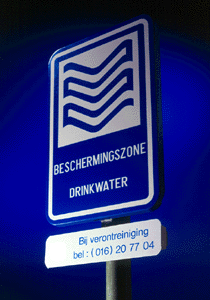 BESCHERMINGSZONE
DRINKWATER
Bij verontreiniging
bel : (016) 20 77 04